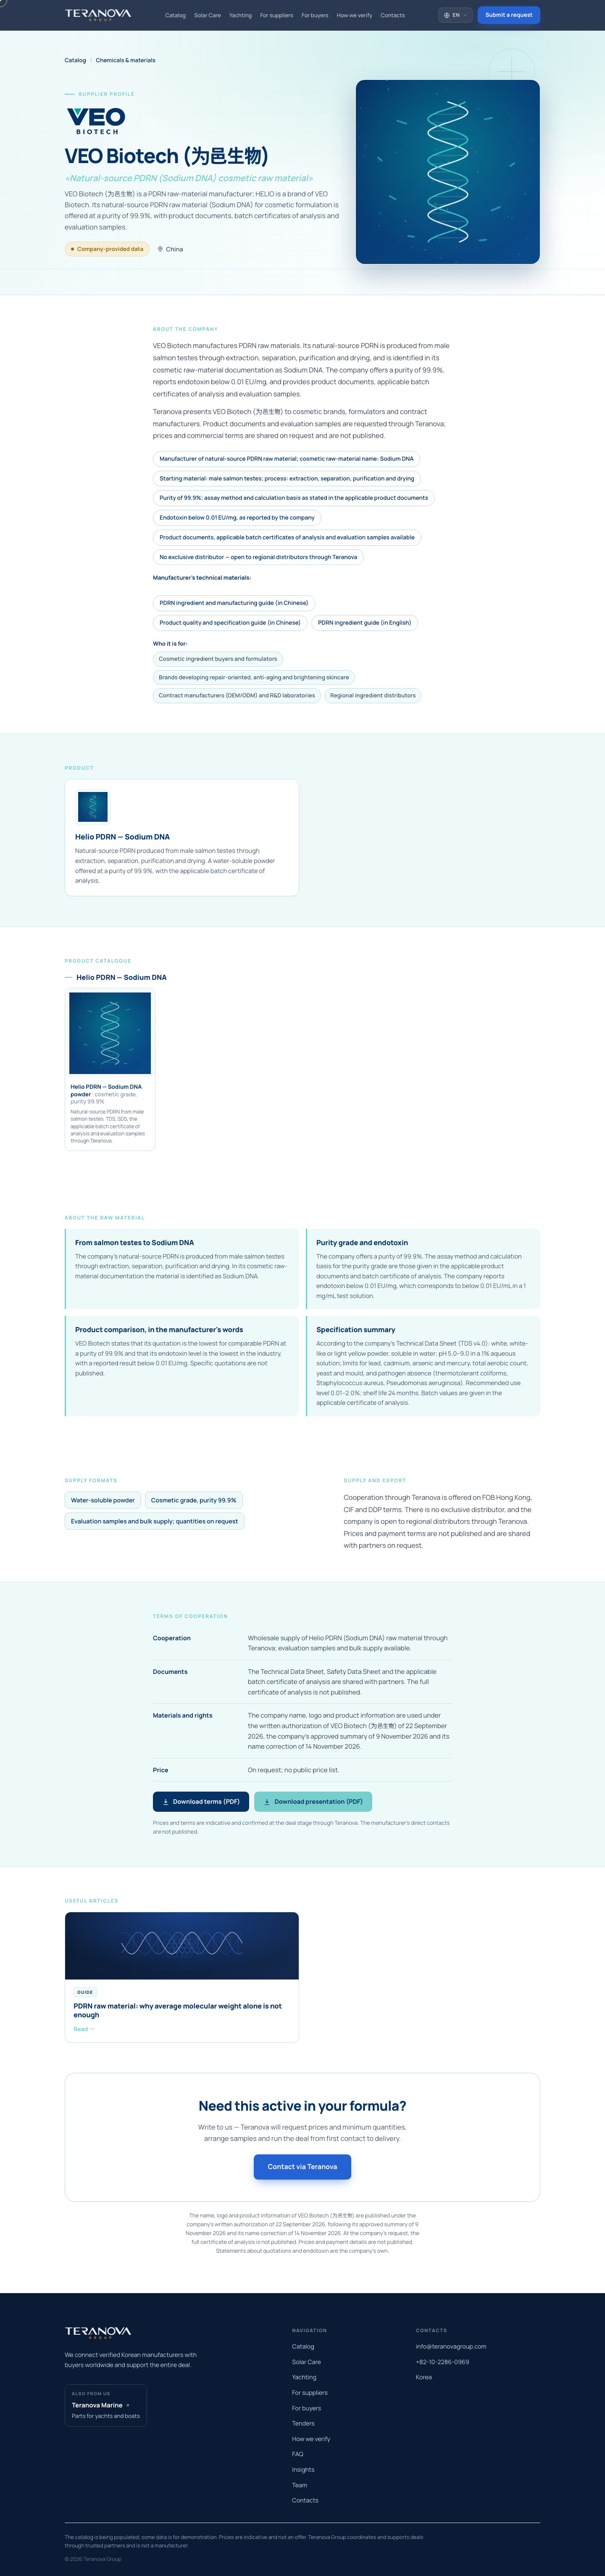 TERANOVA
GROUP
Catalog
Solar Care
Yachting
For suppliers
For buyers
How we verify
Contacts
EN
Submit a request
Catalog / Chemicals & materials
SUPPLIER PROFILE
VEO
BIOTECH
VEO Biotech (为邑生物)
«Natural-source PDRN (Sodium DNA) cosmetic raw material»
VEO Biotech (为邑生物) is a PDRN raw-material manufacturer; HELIO is a brand of VEO
Biotech. Its natural-source PDRN raw material (Sodium DNA) for cosmetic formulation is
offered at a purity of 99.9%, with product documents, batch certificates of analysis and
evaluation samples.
Company-provided data
China
ABOUT THE COMPANY
VEO Biotech manufactures PDRN raw materials. Its natural-source PDRN is produced from male
salmon testes through extraction, separation, purification and drying, and is identified in its
cosmetic raw-material documentation as Sodium DNA. The company offers a purity of 99.9%,
reports endotoxin below 0.01 EU/mg, and provides product documents, applicable batch
certificates of analysis and evaluation samples.
Teranova presents VEO Biotech (为邑生物) to cosmetic brands, formulators and contract
manufacturers. Product documents and evaluation samples are requested through Teranova;
prices and commercial terms are shared on request and are not published.
Manufacturer of natural-source PDRN raw material; cosmetic raw-material name: Sodium DNA
Starting material: male salmon testes; process: extraction, separation, purification and drying
Purity of 99.9%; assay method and calculation basis as stated in the applicable product documents
Endotoxin below 0.01 EU/mg, as reported by the company
Product documents, applicable batch certificates of analysis and evaluation samples available
No exclusive distributor — open to regional distributors through Teranova
Manufacturer's technical materials:
PDRN ingredient and manufacturing guide (in Chinese)
Product quality and specification guide (in Chinese)
PDRN ingredient guide (in English)
Who it is for:
Cosmetic ingredient buyers and formulators
Brands developing repair-oriented, anti-aging and brightening skincare
Contract manufacturers (OEM/ODM) and R&D laboratories
Regional ingredient distributors
PRODUCT
Helio PDRN — Sodium DNA
Natural-source PDRN produced from male salmon testes through
extraction, separation, purification and drying. A water-soluble powder
offered at a purity of 99.9%, with the applicable batch certificate of
analysis.
PRODUCT CATALOGUE
Helio PDRN — Sodium DNA
Helio PDRN — Sodium DNA
powder · cosmetic grade,
purity 99.9%
Natural-source PDRN from male
salmon testes. TDS, SDS, the
applicable batch certificate of
analysis and evaluation samples
through Teranova.
ABOUT THE RAW MATERIAL
From salmon testes to Sodium DNA
The company's natural-source PDRN is produced from male salmon testes
through extraction, separation, purification and drying. In its cosmetic raw-
material documentation the material is identified as Sodium DNA.
Purity grade and endotoxin
The company offers a purity of 99.9%. The assay method and calculation
basis for the purity grade are those given in the applicable product
documents and batch certificate of analysis. The company reports
endotoxin below 0.01 EU/mg, which corresponds to below 0.01 EU/mL in a 1
mg/mL test solution.
Product comparison, in the manufacturer's words
VEO Biotech states that its quotation is the lowest for comparable PDRN at
a purity of 99.9% and that its endotoxin level is the lowest in the industry,
with a reported result below 0.01 EU/mg. Specific quotations are not
published.
Specification summary
According to the company's Technical Data Sheet (TDS v4.0): white, white-
like or light yellow powder, soluble in water; pH 5.0–9.0 in a 1% aqueous
solution; limits for lead, cadmium, arsenic and mercury, total aerobic count,
yeast and mould, and pathogen absence (thermotolerant coliforms,
Staphylococcus aureus, Pseudomonas aeruginosa). Recommended use
level 0.01–2.0%; shelf life 24 months. Batch values are given in the
applicable certificate of analysis.
SUPPLY FORMATS
Water-soluble powder
Cosmetic grade, purity 99.9%
Evaluation samples and bulk supply; quantities on request
SUPPLY AND EXPORT
Cooperation through Teranova is offered on FOB Hong Kong,
CIF and DDP terms. There is no exclusive distributor, and the
company is open to regional distributors through Teranova.
Prices and payment terms are not published and are shared
with partners on request.
TERMS OF COOPERATION
Cooperation
Wholesale supply of Helio PDRN (Sodium DNA) raw material through
Teranova; evaluation samples and bulk supply available.
Documents
The Technical Data Sheet, Safety Data Sheet and the applicable
batch certificate of analysis are shared with partners. The full
certificate of analysis is not published.
Materials and rights
The company name, logo and product information are used under
the written authorization of VEO Biotech (为邑生物) of 22 September
2026, the company's approved summary of 9 November 2026 and its
name correction of 14 November 2026.
Price
On request; no public price list.
Download terms (PDF)
Download presentation (PDF)
Prices and terms are indicative and confirmed at the deal stage through Teranova. The manufacturer's direct contacts
are not published.
USEFUL ARTICLES
GUIDE
PDRN raw material: why average molecular weight alone is not
enough
Read →
Need this active in your formula?
Write to us — Teranova will request prices and minimum quantities,
arrange samples and run the deal from first contact to delivery.
Contact via Teranova
The name, logo and product information of VEO Biotech (为邑生物) are published under the
company's written authorization of 22 September 2026, following its approved summary of 9
November 2026 and its name correction of 14 November 2026. At the company's request, the
full certificate of analysis is not published. Prices and payment details are not published.
Statements about quotations and endotoxin are the company's own.
TERANOVA
GROUP
We connect verified Korean manufacturers with
buyers worldwide and support the entire deal.
ALSO FROM US
Teranova Marine ↗
Parts for yachts and boats
NAVIGATION
Catalog
Solar Care
Yachting
For suppliers
For buyers
Tenders
How we verify
FAQ
Insights
Team
Contacts
CONTACTS
info@teranovagroup.com
+82-10-2286-0969
Korea
The catalog is being populated; some data is for demonstration. Prices are indicative and not an offer. Teranova Group coordinates and supports deals
through trusted partners and is not a manufacturer.
© 2026 Teranova Group